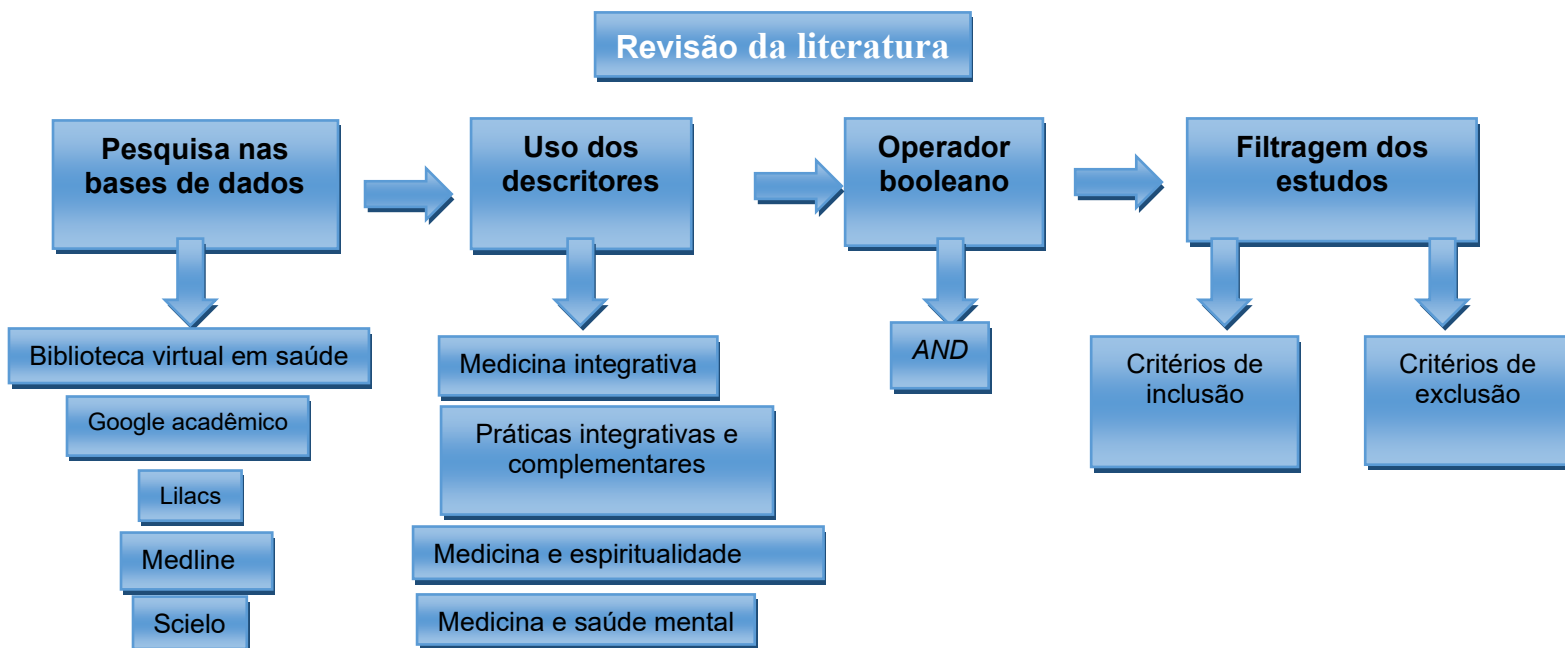 Revisão da literatura
Pesquisa nas
bases de dados
Uso dos
descritores
Operador
booleano
Filtragem dos
estudos
Biblioteca virtual em saúde
Google acadêmico
Lilacs
Medline
Scielo
Medicina integrativa
Práticas integrativas e
complementares
Medicina e espiritualidade
Medicina e saúde mental
AND
Critérios de
inclusão
Critérios de
exclusão